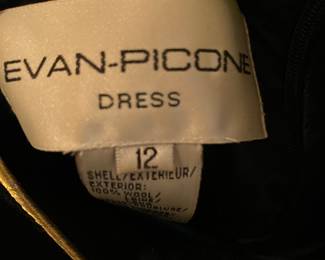 EVAN-PICONE
DRESS
12
SHELL/EXTERIEUR/
EXTERIOR:
100% WOOL/